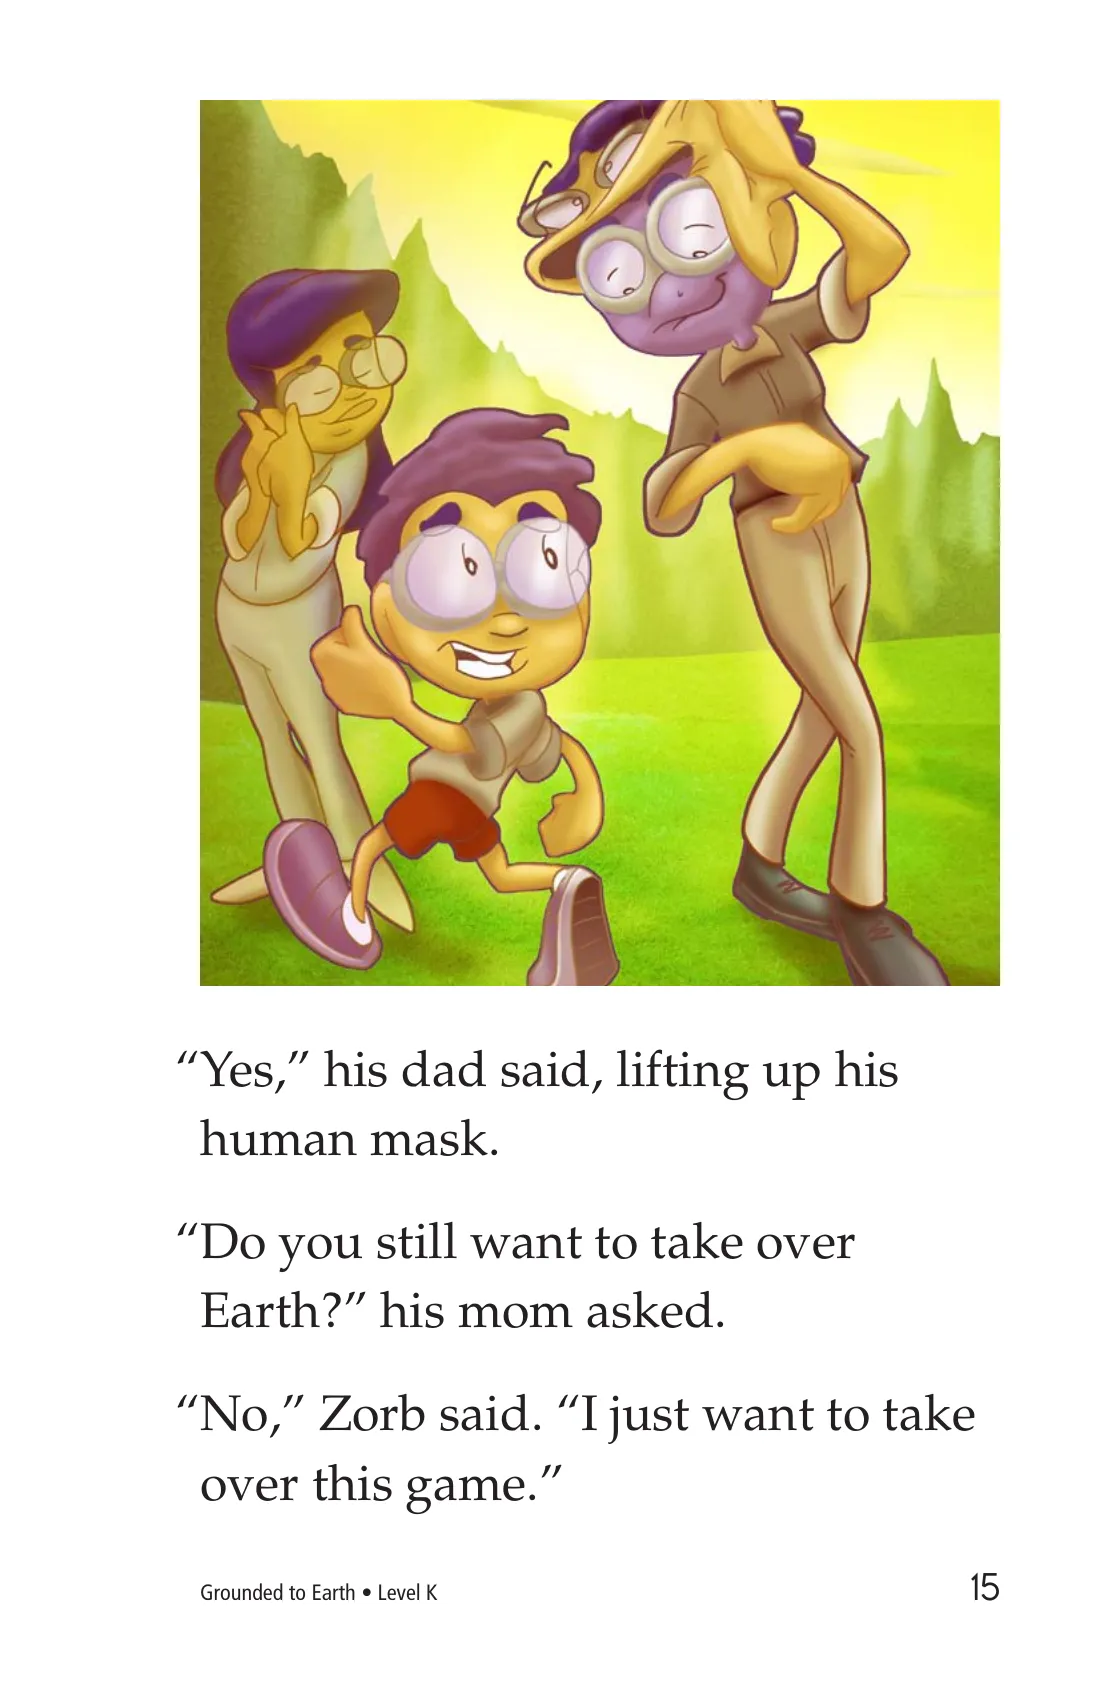 “Yes,” his dad said, lifting up his
human mask.
“Do you still want to take over
Earth?” his mom asked.
“No,” Zorb said. “I just want to take
over this game.”
Grounded to Earth • Level K
15